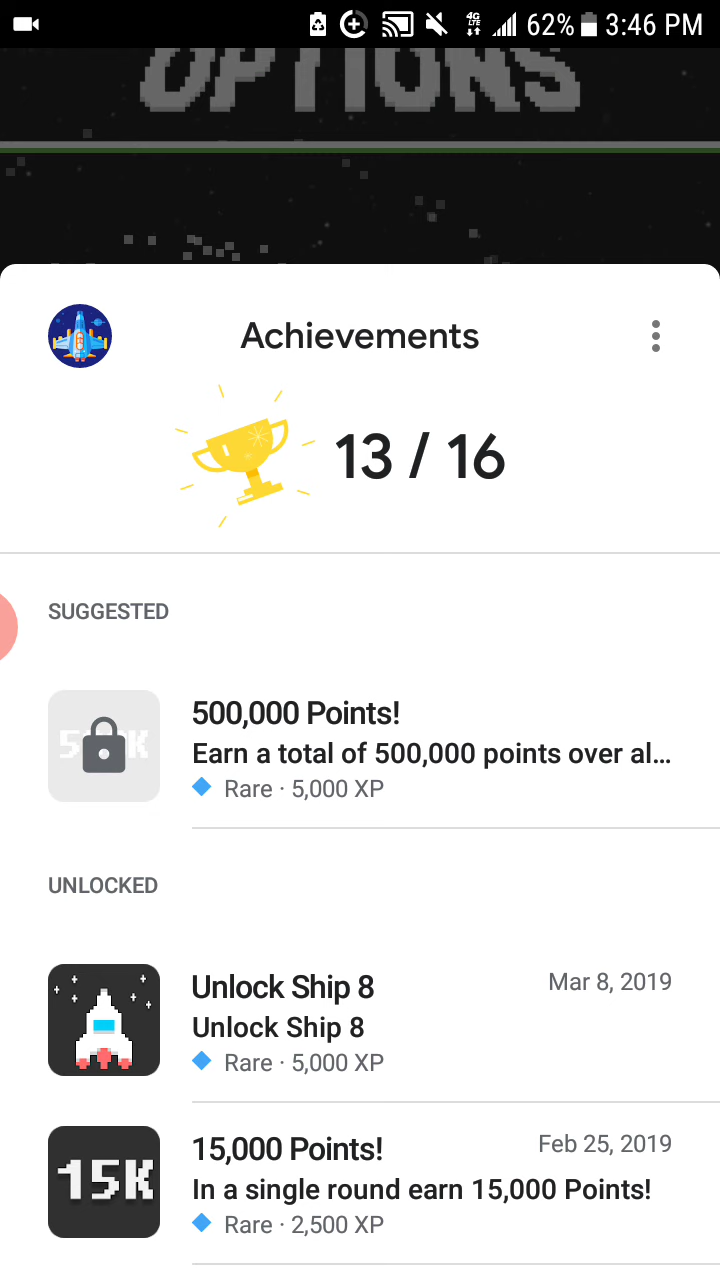 4G
LTE
62%
3:46 PM
OPTIONS
Achievements
13 / 16
SUGGESTED
500,000 Points!
Earn a total of 500,000 points over al...
Rare · 5,000 XP
UNLOCKED
Unlock Ship 8
Mar 8, 2019
Unlock Ship 8
Rare · 5,000 XP
15K
15,000 Points!
Feb 25, 2019
In a single round earn 15,000 Points!
Rare · 2,500 XP